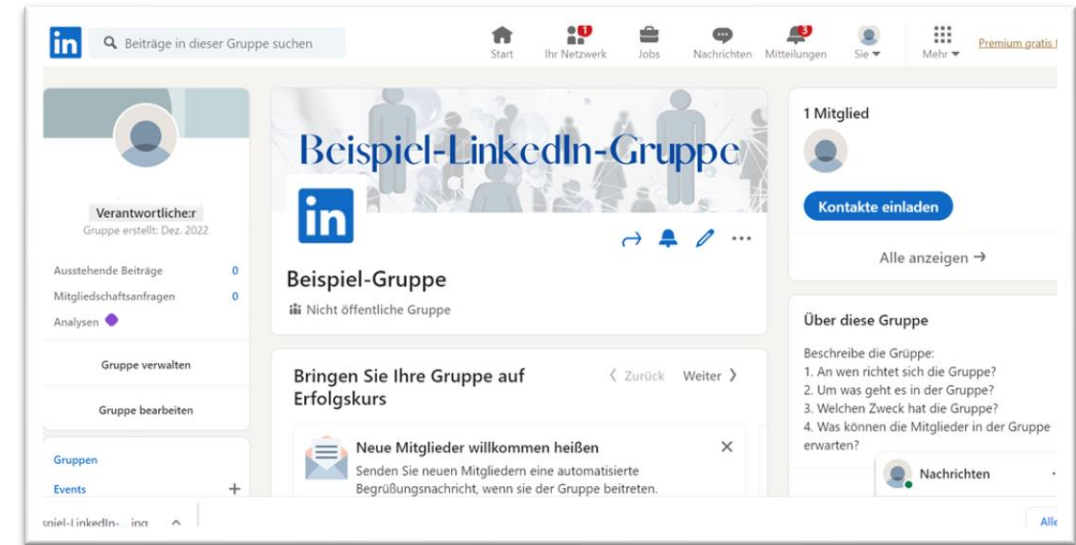 in
Beiträge in dieser Gruppe suchen
Start
1
Ihr Netzwerk
Jobs
Nachrichten
3
Mitteilungen
Sie
Mehr
Premium gratis
Verantwortliche:r
Gruppe erstellt: Dez. 2022
Ausstehende Beiträge 0
Mitgliedschaftsanfragen 0
Analysen
Gruppe verwalten
Gruppe bearbeiten
Gruppen
Events +
Beispiel-LinkedIn-Gruppe
in
Beispiel-Gruppe
Nicht öffentliche Gruppe
Bringen Sie Ihre Gruppe auf
Erfolgskurs
Zurück Weiter
Neue Mitglieder willkommen heißen
Senden Sie neuen Mitgliedern eine automatisierte
Begrüßungsnachricht, wenn sie der Gruppe beitreten.
1 Mitglied
Kontakte einladen
Alle anzeigen →
Über diese Gruppe
Beschreibe die Gruppe:
1. An wen richtet sich die Gruppe?
2. Um was geht es in der Gruppe?
3. Welchen Zweck hat die Gruppe?
4. Was können die Mitglieder in der Gruppe
erwarten?
Nachrichten
spiel-LinkedIn-
Alle